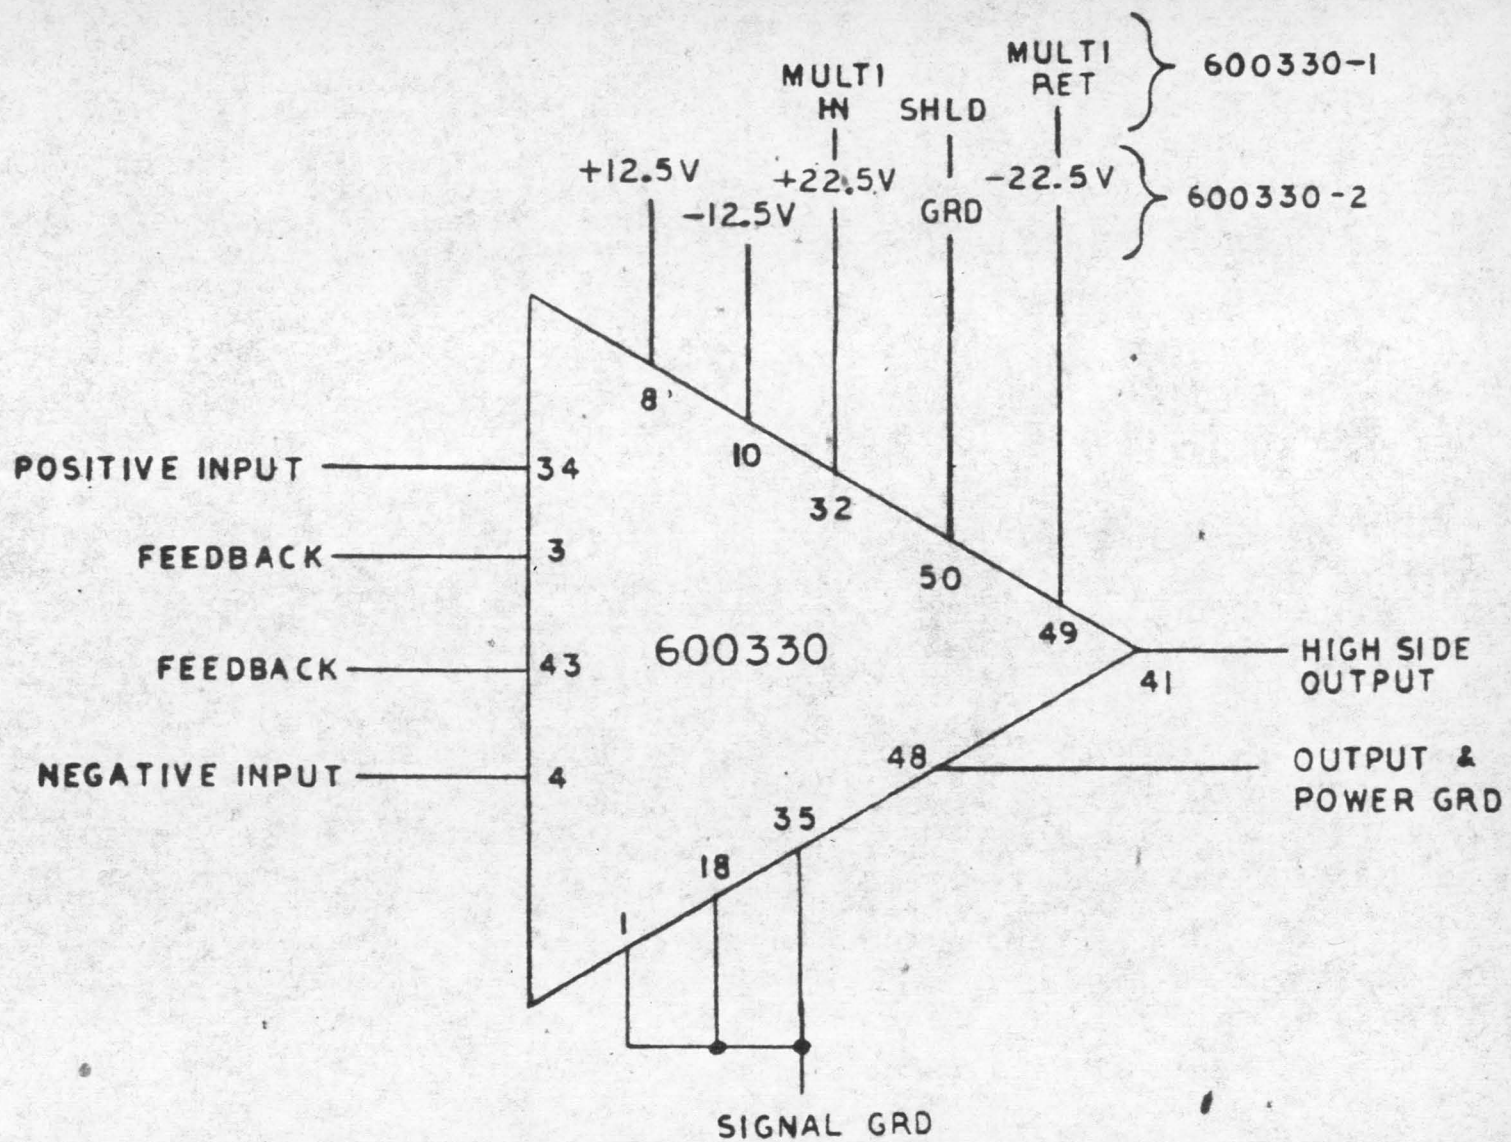 MULTI
IN
SHLD
MULTI
RET
600330-1
+12.5V
-12.5V
+22.5V
GRD
-22.5V
600330-2
8
10
32
50
49
POSITIVE INPUT
34
FEEDBACK
3
FEEDBACK
43
NEGATIVE INPUT
4
600330
41
HIGH SIDE
OUTPUT
48
OUTPUT &
POWER GRD
35
18
1
SIGNAL GRD